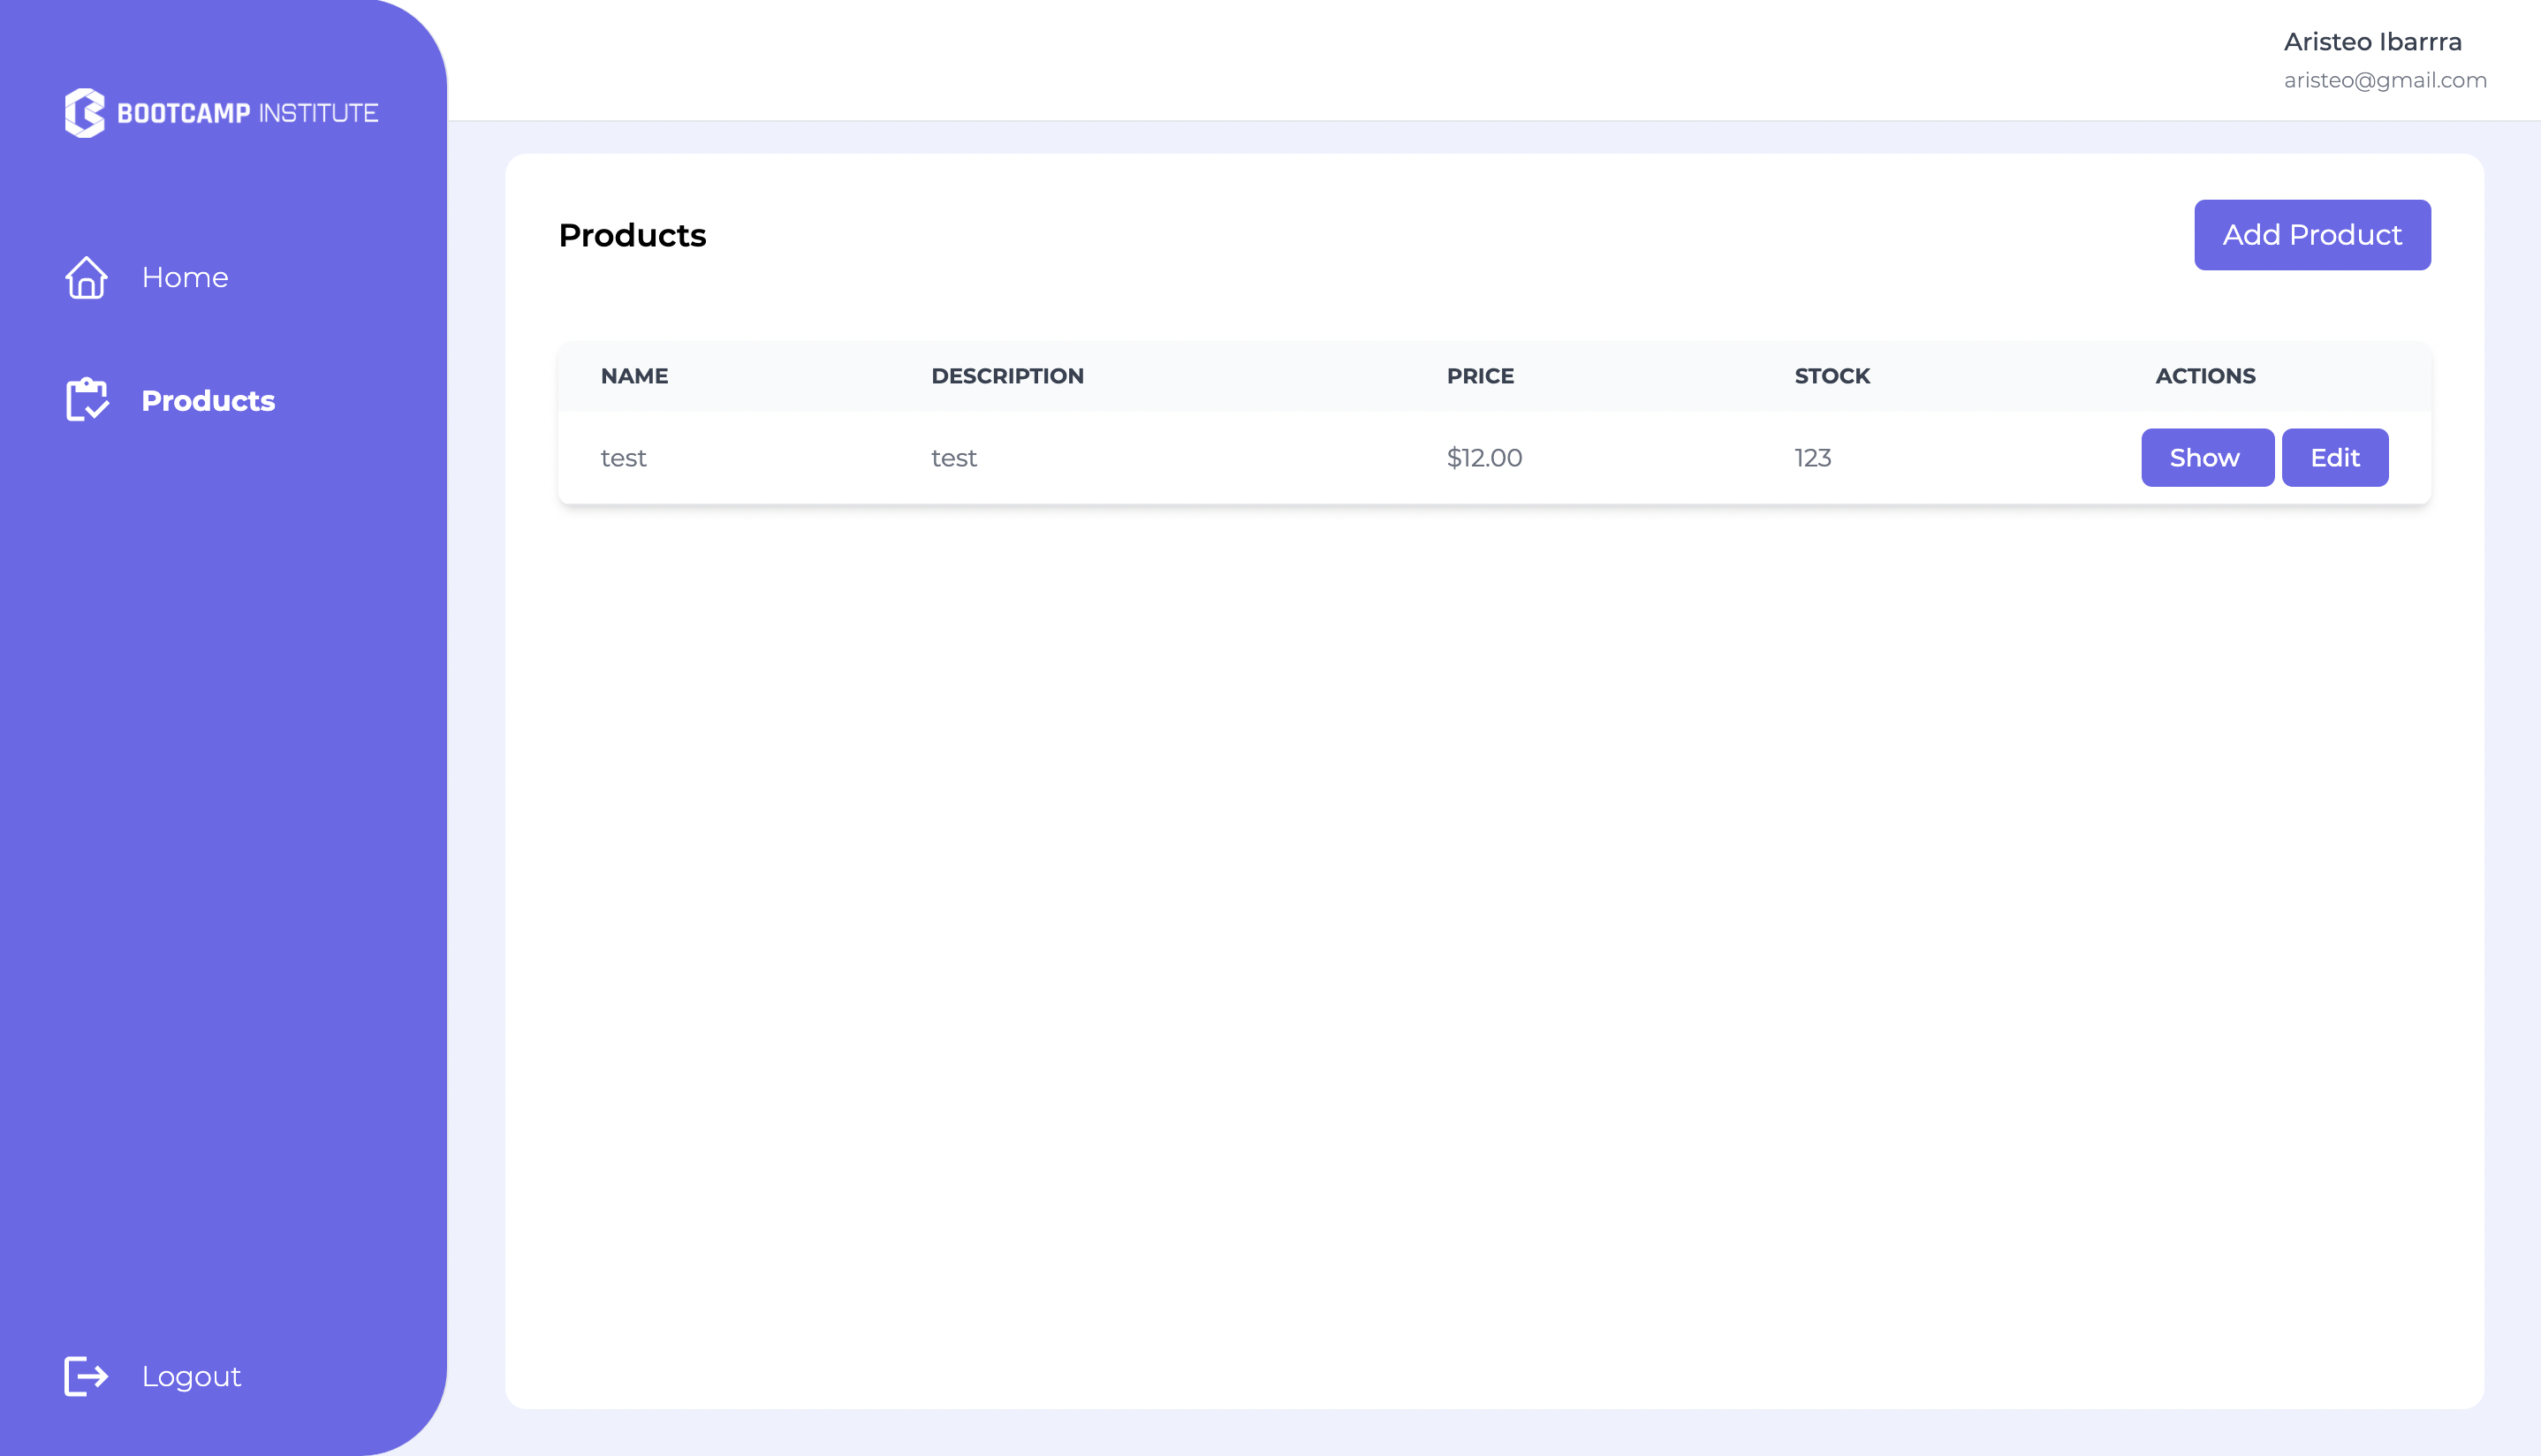 BOOTCAMP INSTITUTE
Home
Products
Logout
Aristeo Ibarrra
aristeo@gmail.com
Products
Add Product
NAME DESCRIPTION PRICE STOCK ACTIONS
test test $12.00 123 Show Edit